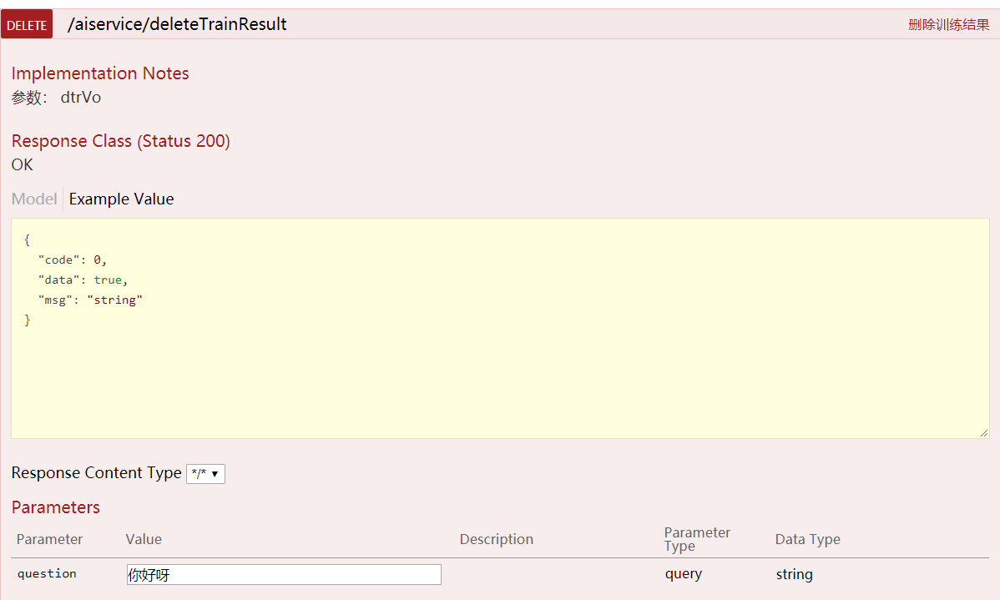 DELETE /aiservice/deleteTrainResult 删除训练结果
Implementation Notes
参数： dtrVo
Response Class (Status 200)
OK
Model Example Value
{
"code": 0,
"data": true,
"msg": "string"
}
Response Content Type */*
Parameters
Parameter Value Description Parameter Type Data Type
question 你好呀 query string